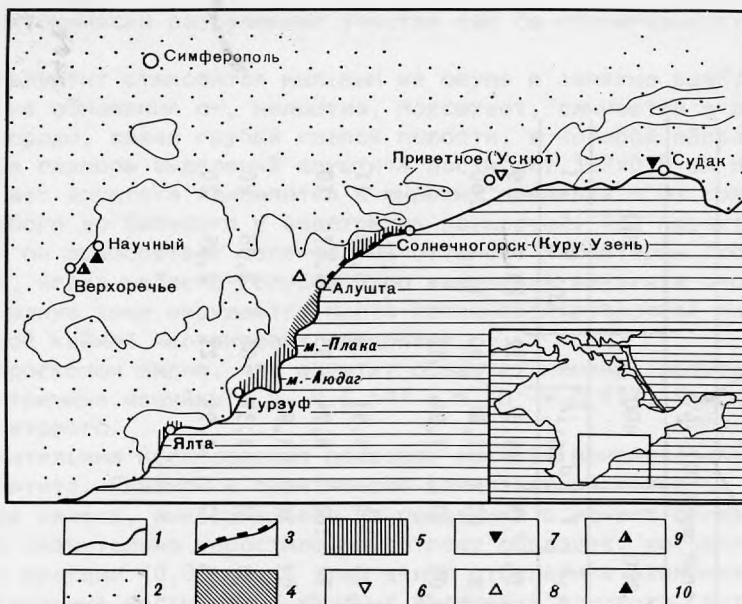 Симферополь
Приветное (Ускют)
Судак
Научный
Солнечногорск (Куру. Узень)
Верхоречье
Алушта
м.-Плака
м.-Аюдаг
Гурзуф
Ялта
1 3 5 7 9
2 4 6 8 10